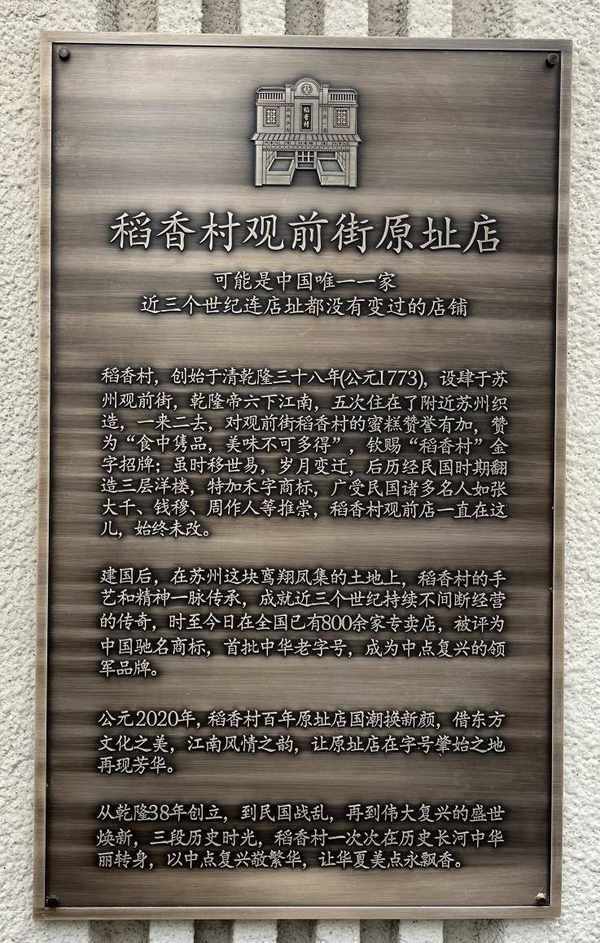 稻香村
稻香村观前街原址店
可能是中国唯一一家
近三个世纪连店址都没有变过的店铺
稻香村，创始于清乾隆三十八年(公元1773)，设肆于苏
州观前街，乾隆帝六下江南，五次住在了附近苏州织
造，一来二去，对观前街稻香村的蜜糕赞誉有加，赞
为“食中隽品，美味不可多得”，钦赐“稻香村”金
字招牌；虽时移世易，岁月变迁，后历经民国时期翻
造三层洋楼，特加禾字商标，广受民国诸多名人如张
大千、钱穆、周作人等推崇，稻香村观前店一直在这
儿，始终未改。
建国后，在苏州这块鸾翔凤集的土地上，稻香村的手
艺和精神一脉传承，成就近三个世纪持续不间断经营
的传奇，时至今日在全国已有800余家专卖店，被评为
中国驰名商标，首批中华老字号，成为中点复兴的领
军品牌。
公元2020年，稻香村百年原址店国潮换新颜，借东方
文化之美，江南风情之韵，让原址店在字号肇始之地
再现芳华。
从乾隆38年创立，到民国战乱，再到伟大复兴的盛世
焕新，三段历史时光，稻香村一次次在历史长河中华
丽转身，以中点复兴散繁华，让华夏美点永飘香。